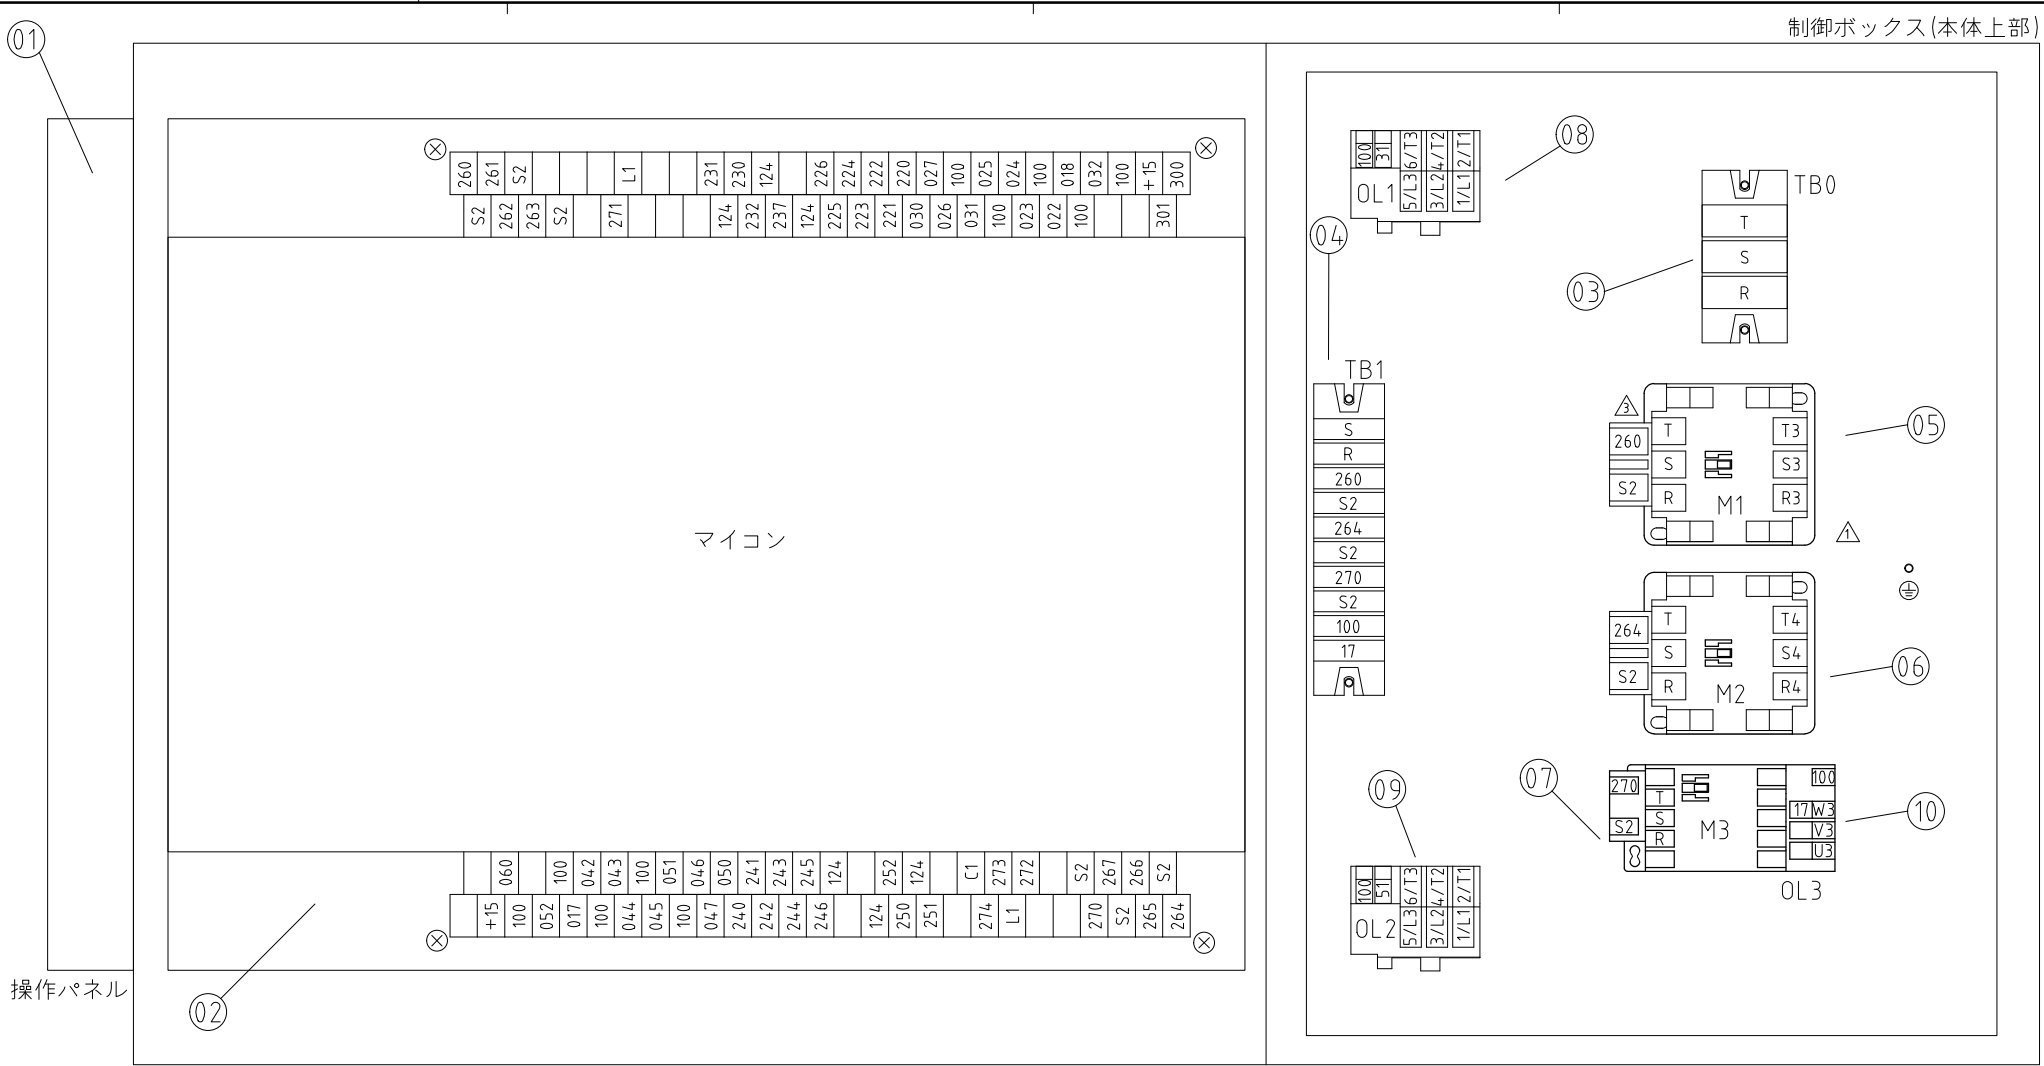 制御ボックス(本体上部)
01
260 261 S2 L1 231 230 124 226 224 222 220 027 100 025 024 100 018 032 100 +15 300
S2 262 263 S2 271 124 232 237 124 225 223 221 030 026 031 100 023 022 100 301
マイコン
060 100 042 043 100 051 046 050 241 243 245 124 252 124 C1 273 272 S2 267 266 S2
+15 100 052 017 100 044 045 100 047 240 242 244 246 124 250 251 274 L1 270 S2 265 264
操作パネル
02
100 31 6/T3 4/T2 2/T1
OL1 5/L3 3/L2 1/L1
08
TB0
T
S
R
03
04
TB1
S
R
260
S2
264
S2
270
S2
100
17
3
260 T T3
S S3
S2 R M1 R3
05
1
264 T T4
S S4
S2 R M2 R4
06
07
270 100
T 17 W3
S2 S M3 V3
R U3
OL3
10
09
100 51 6/T3 4/T2 2/T1
OL2 5/L3 3/L2 1/L1